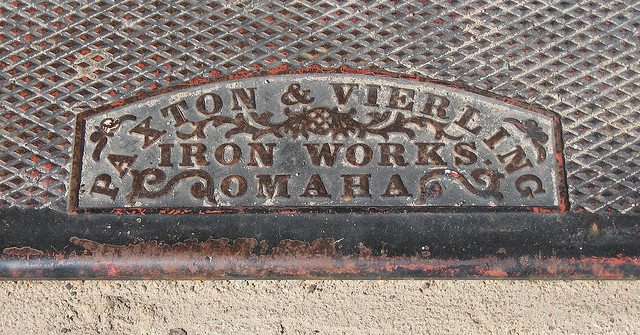 PAXTON & VIERLING
IRON WORKS
OMAHA